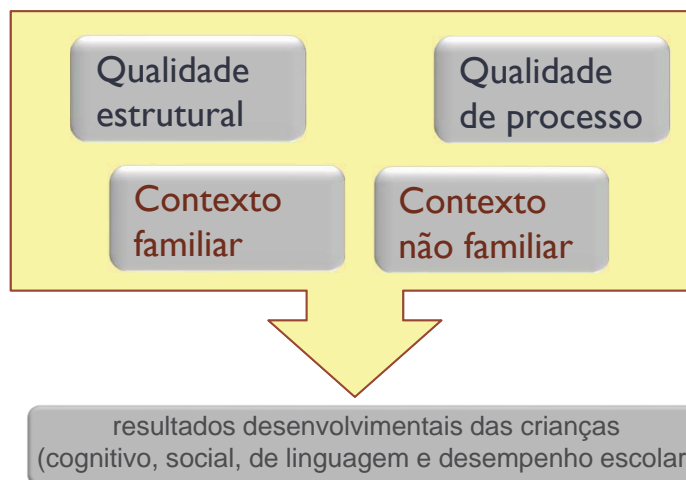 Qualidade
estrutural
Qualidade
de processo
Contexto
familiar
Contexto
não familiar
resultados desenvolvimentais das crianças
(cognitivo, social, de linguagem e desempenho escolar